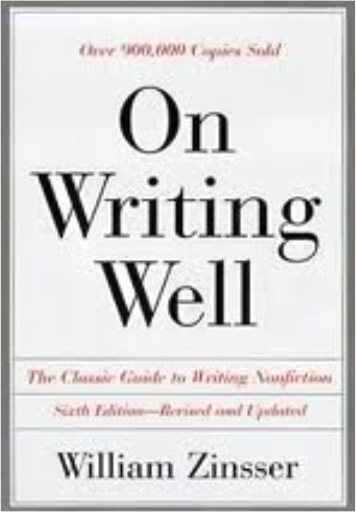 Over 900,000 Copies Sold
On
Writing
Well
The Classic Guide to Writing Nonfiction
Sixth Edition—Revised and Updated
William Zinsser